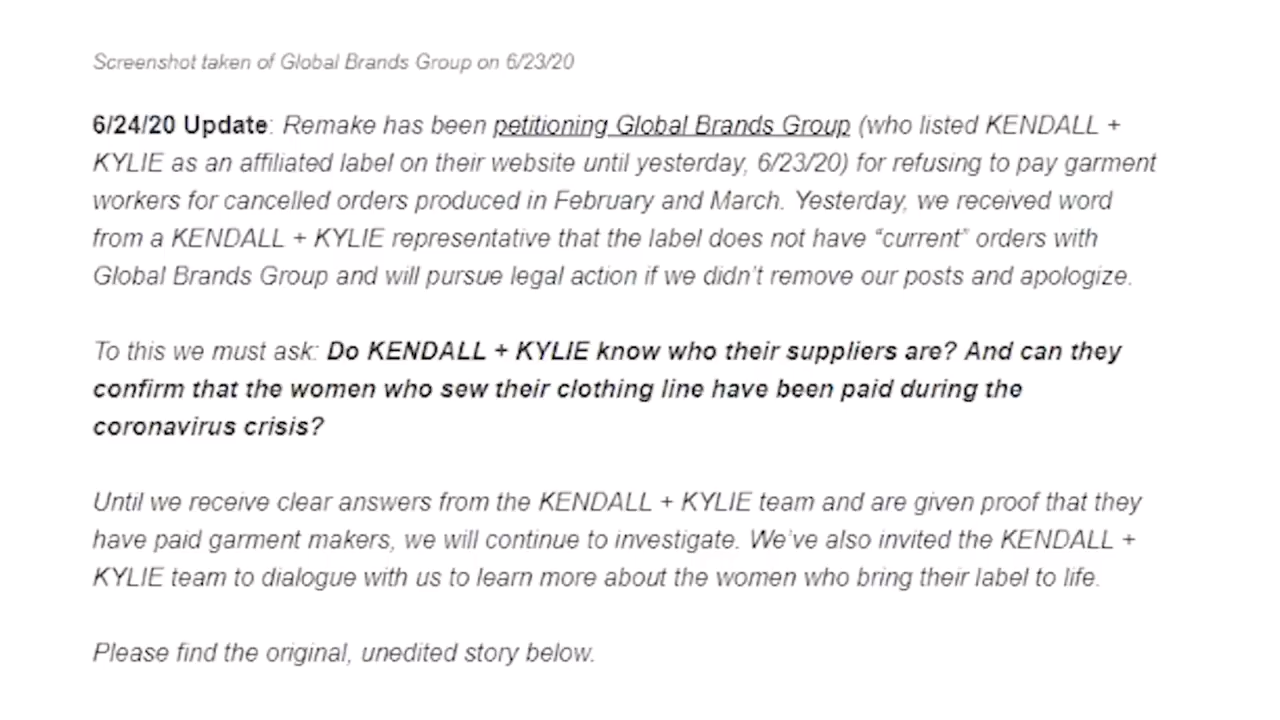 Screenshot taken of Global Brands Group on 6/23/20
6/24/20 Update: Remake has been petitioning Global Brands Group (who listed KENDALL +
KYLIE as an affiliated label on their website until yesterday, 6/23/20) for refusing to pay garment
workers for cancelled orders produced in February and March. Yesterday, we received word
from a KENDALL + KYLIE representative that the label does not have “current” orders with
Global Brands Group and will pursue legal action if we didn’t remove our posts and apologize.
To this we must ask: Do KENDALL + KYLIE know who their suppliers are? And can they
confirm that the women who sew their clothing line have been paid during the
coronavirus crisis?
Until we receive clear answers from the KENDALL + KYLIE team and are given proof that they
have paid garment makers, we will continue to investigate. We’ve also invited the KENDALL +
KYLIE team to dialogue with us to learn more about the women who bring their label to life.
Please find the original, unedited story below.